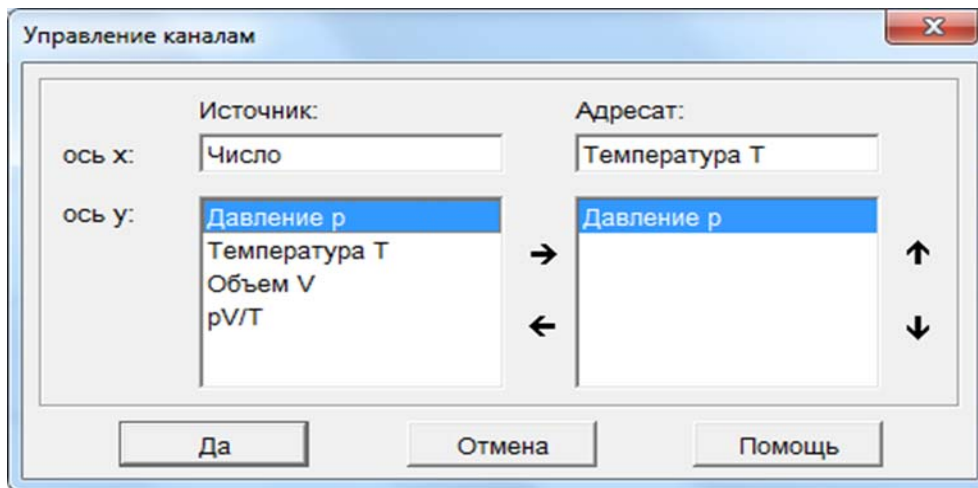 Управление каналам
Источник: Адресат:
ось x: Число Температура T
ось y: Давление p Давление p
Температура T
Объем V
pV/T
Да Отмена Помощь